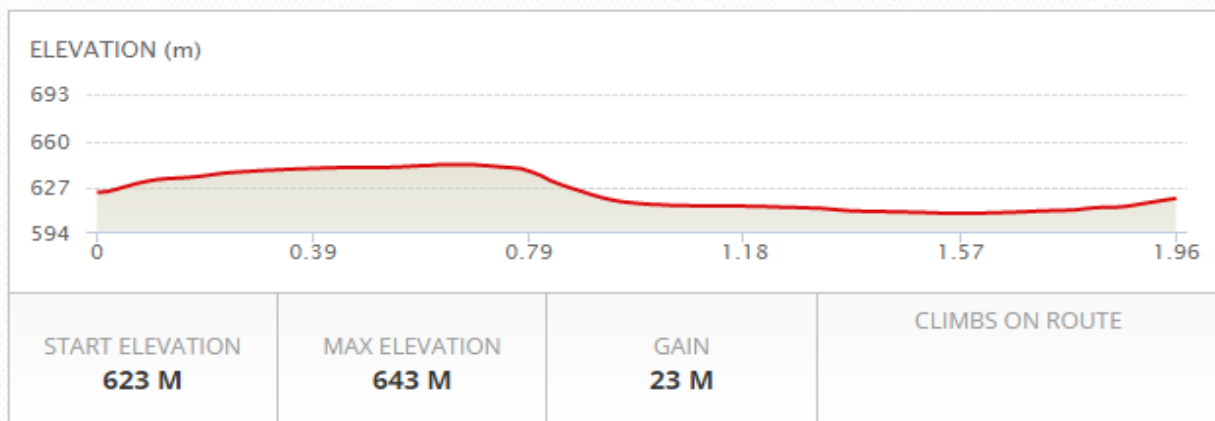 ELEVATION (m)
693
660
627
594
0 0.39 0.79 1.18 1.57 1.96
START ELEVATION MAX ELEVATION GAIN CLIMBS ON ROUTE
623 M 643 M 23 M